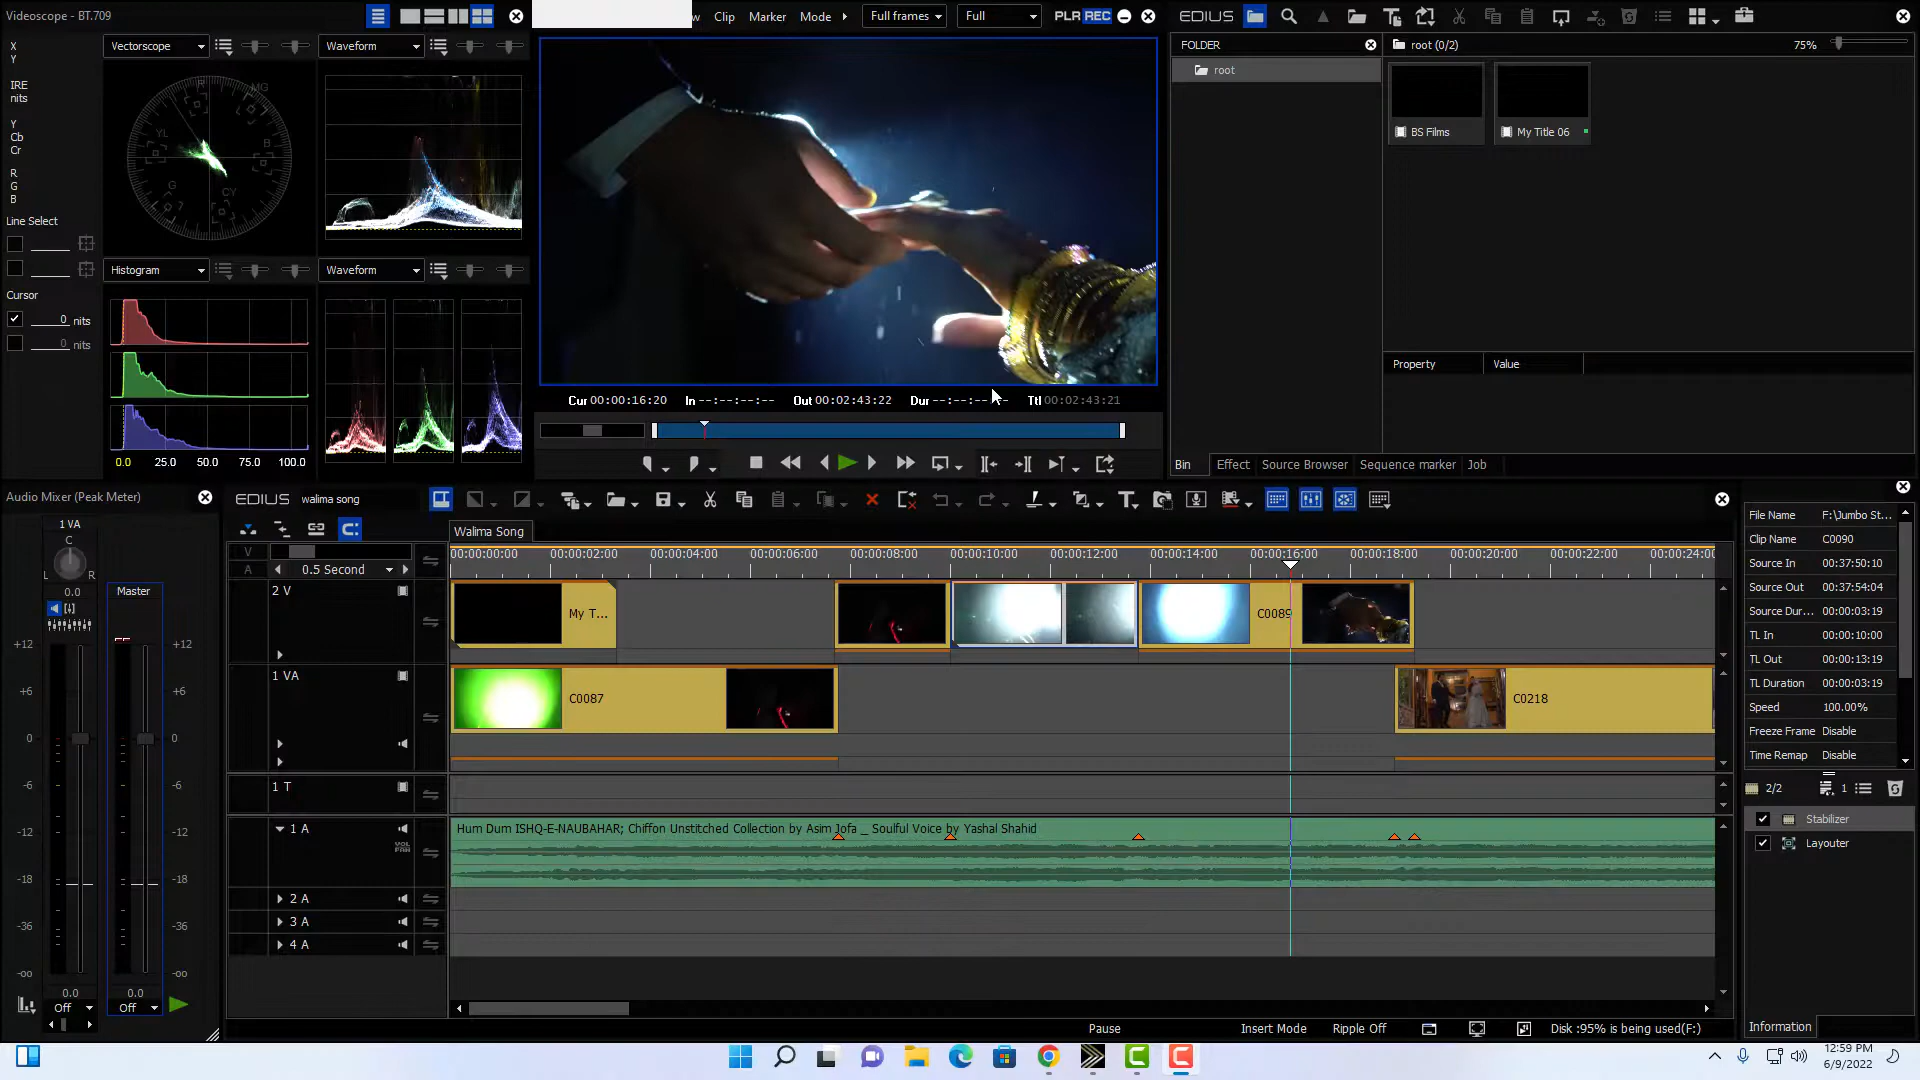 Videoscope - BT.709
X
Y
IRE
nits
Y
Cb
Cr
R
G
B
Line Select
Cursor
0 nits
0 nits
Vectorscope
Waveform
Histogram
Waveform
R
MG
YL
B
G
CY
0.0 25.0 50.0 75.0 100.0
Clip Marker Mode
Full frames
Full
PLR REC
Cur 00:00:16:20 In --:--:--:-- Out 00:02:43:22 Dur --:--:-- Ttl 00:02:43:21
EDIUS
FOLDER
root
root (0/2)
75%
BS Films
My Title 06
Property Value
Bin Effect Source Browser Sequence marker Job
Audio Mixer (Peak Meter)
1 VA
C
L R
0.0
Master
+12 +12
+6 +6
0 0
-6 -6
-12 -12
-18 -18
-36 -36
-oo -oo
0.0 0.0
Off Off
EDIUS walima song
Walima Song
V
A
0.5 Second
00:00:00:00 00:00:02:00 00:00:04:00 00:00:06:00 00:00:08:00 00:00:10:00 00:00:12:00 00:00:14:00 00:00:16:00 00:00:18:00 00:00:20:00 00:00:22:00 00:00:24:00
2 V
My T...
C0089
1 VA
C0087
C0218
1 T
1 A
VOL
PAN
Hum Dum ISHQ-E-NAUBAHAR; Chiffon Unstitched Collection by Asim Jofa _ Soulful Voice by Yashal Shahid
2 A
3 A
4 A
Pause Insert Mode Ripple Off Disk :95% is being used(F:)
File Name F:\Jumbo St...
Clip Name C0090
Source In 00:37:50:10
Source Out 00:37:54:04
Source Dur... 00:00:03:19
TL In 00:00:10:00
TL Out 00:00:13:19
TL Duration 00:00:03:19
Speed 100.00%
Freeze Frame Disable
Time Remap Disable
2/2 1
Stabilizer
Layouter
Information
12:59 PM
6/9/2022